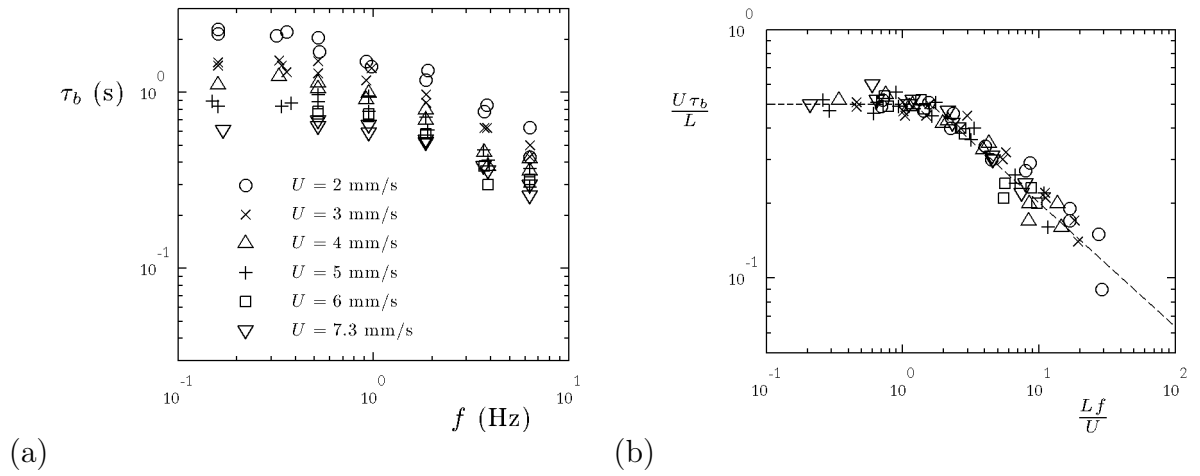 10^0
10^-1
τ_b (s)
U = 2 mm/s
U = 3 mm/s
U = 4 mm/s
U = 5 mm/s
U = 6 mm/s
U = 7.3 mm/s
10^-1
10^0
10^1
f (Hz)
(a)
10^0
10^-1
Uτ_b
L
10^-1
10^0
10^1
10^2
Lf
U
(b)